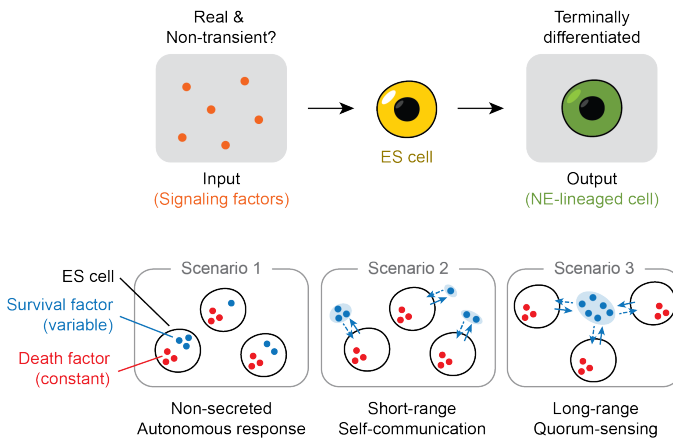 Real &
Non-transient?
Terminally
differentiated
ES cell
Input
(Signaling factors)
Output
(NE-lineaged cell)
Scenario 1
Scenario 2
Scenario 3
ES cell
Survival factor
(variable)
Death factor
(constant)
Non-secreted
Autonomous response
Short-range
Self-communication
Long-range
Quorum-sensing